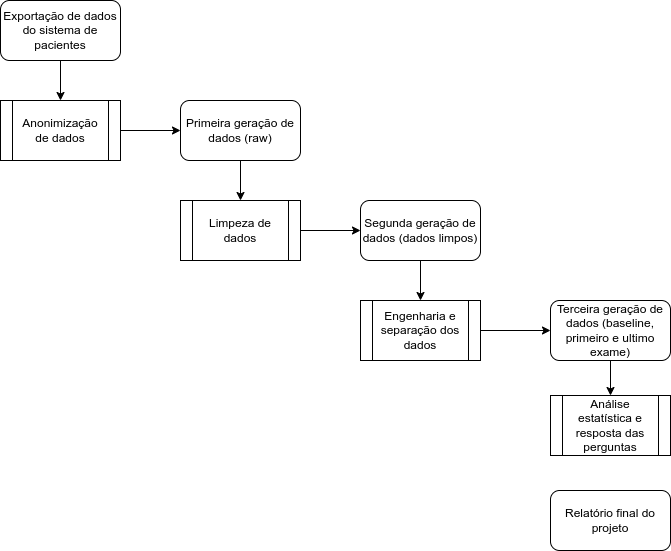 Exportação de dados
do sistema de
pacientes
Anonimização
de dados
Primeira geração de
dados (raw)
Limpeza de
dados
Segunda geração de
dados (dados limpos)
Engenharia e
separação dos
dados
Terceira geração de
dados (baseline,
primeiro e ultimo
exame)
Análise
estatística e
resposta das
perguntas
Relatório final do
projeto